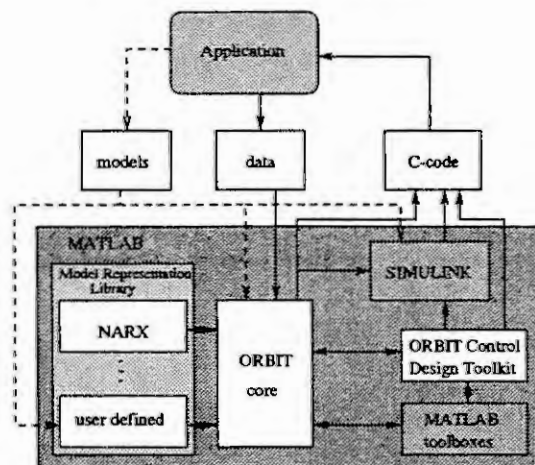 Application
models
data
C-code
MATLAB
Model Representation
Library
SIMULINK
NARX
ORBIT
core
ORBIT Control
Design Toolkit
user defined
MATLAB
toolboxes